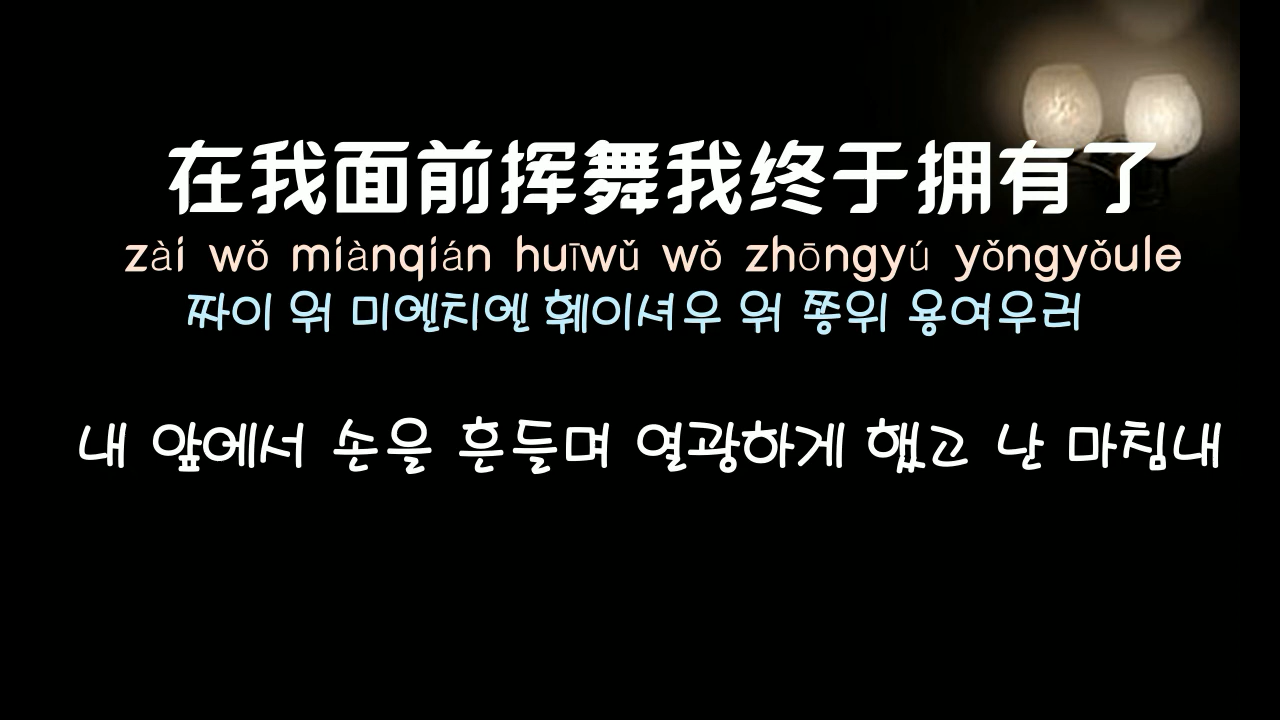 在我面前挥舞我终于拥有了
zài wǒ miànqián huīwǔ wǒ zhōngyú yǒngyǒule
짜이 워 미엔치엔 훼이셔우 워 쫑위 용여우러
내 앞에서 손을 흔들며 열광하게 했고 난 마침내